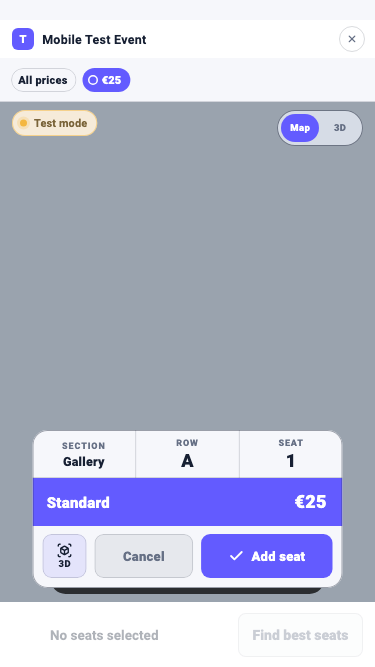 T Mobile Test Event
All prices €25
Test mode
Map 3D
SECTION ROW SEAT
Gallery A 1
Standard €25
3D Cancel Add seat
No seats selected Find best seats